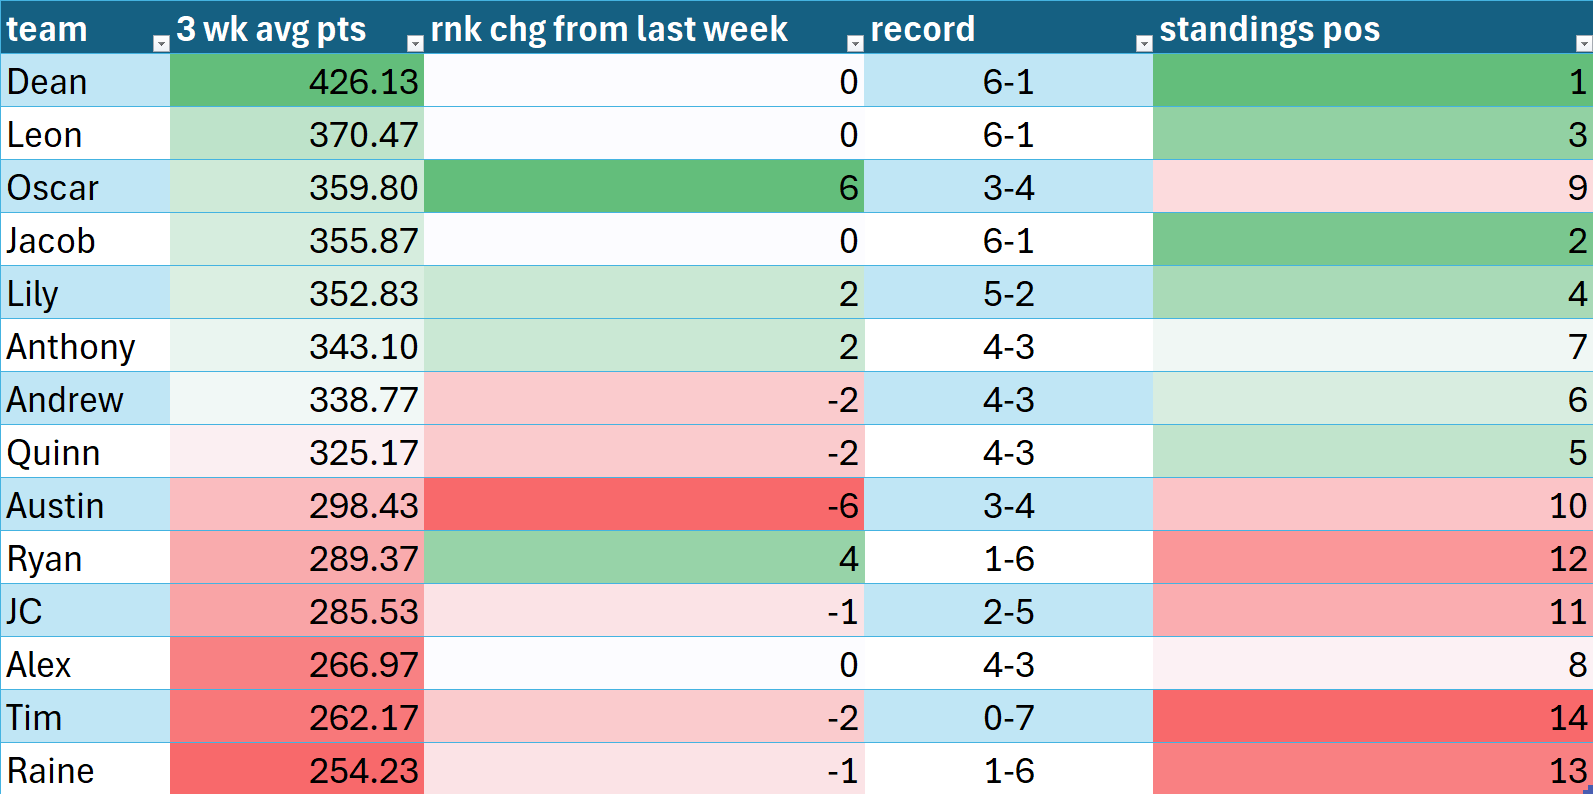 team 3 wk avg pts rnk chg from last week record standings pos
Dean 426.13 0 6-1 1
Leon 370.47 0 6-1 3
Oscar 359.80 6 3-4 9
Jacob 355.87 0 6-1 2
Lily 352.83 2 5-2 4
Anthony 343.10 2 4-3 7
Andrew 338.77 -2 4-3 6
Quinn 325.17 -2 4-3 5
Austin 298.43 -6 3-4 10
Ryan 289.37 4 1-6 12
JC 285.53 -1 2-5 11
Alex 266.97 0 4-3 8
Tim 262.17 -2 0-7 14
Raine 254.23 -1 1-6 13